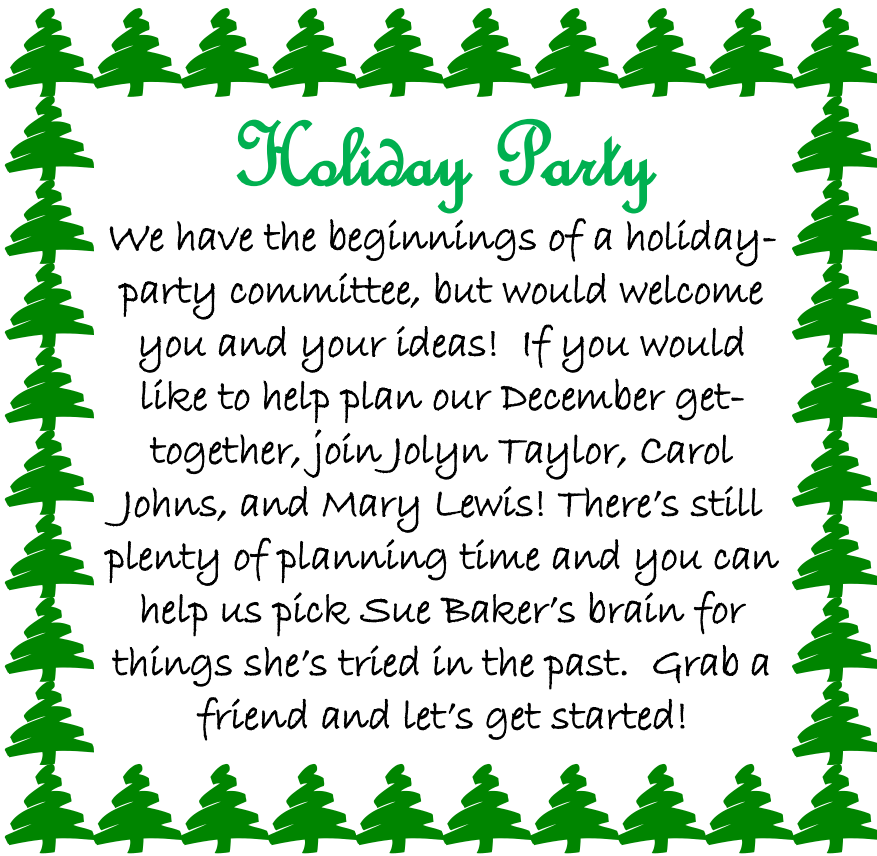 Holiday Party
We have the beginnings of a holiday-
party committee, but would welcome
you and your ideas!  If you would
like to help plan our December get-
together, join Jolyn Taylor, Carol
Johns, and Mary Lewis! There's still
plenty of planning time and you can
help us pick Sue Baker's brain for
things she's tried in the past.  Grab a
friend and let's get started!